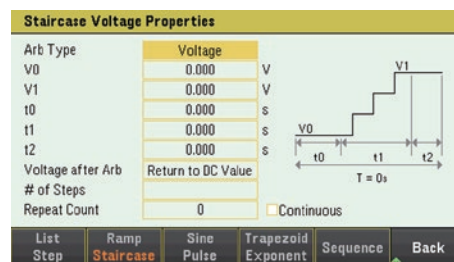 Staircase Voltage Properties
Arb Type Voltage
V0 0.000 V
V1 0.000 V
t0 0.000 s
t1 0.000 s
t2 0.000 s
Voltage after Arb Return to DC Value
# of Steps
Repeat Count 0 Continuous
V1
V0
t0 t1 t2
T = 0s
List Ramp Sine Trapezoid Sequence Back
Step Staircase Pulse Exponent